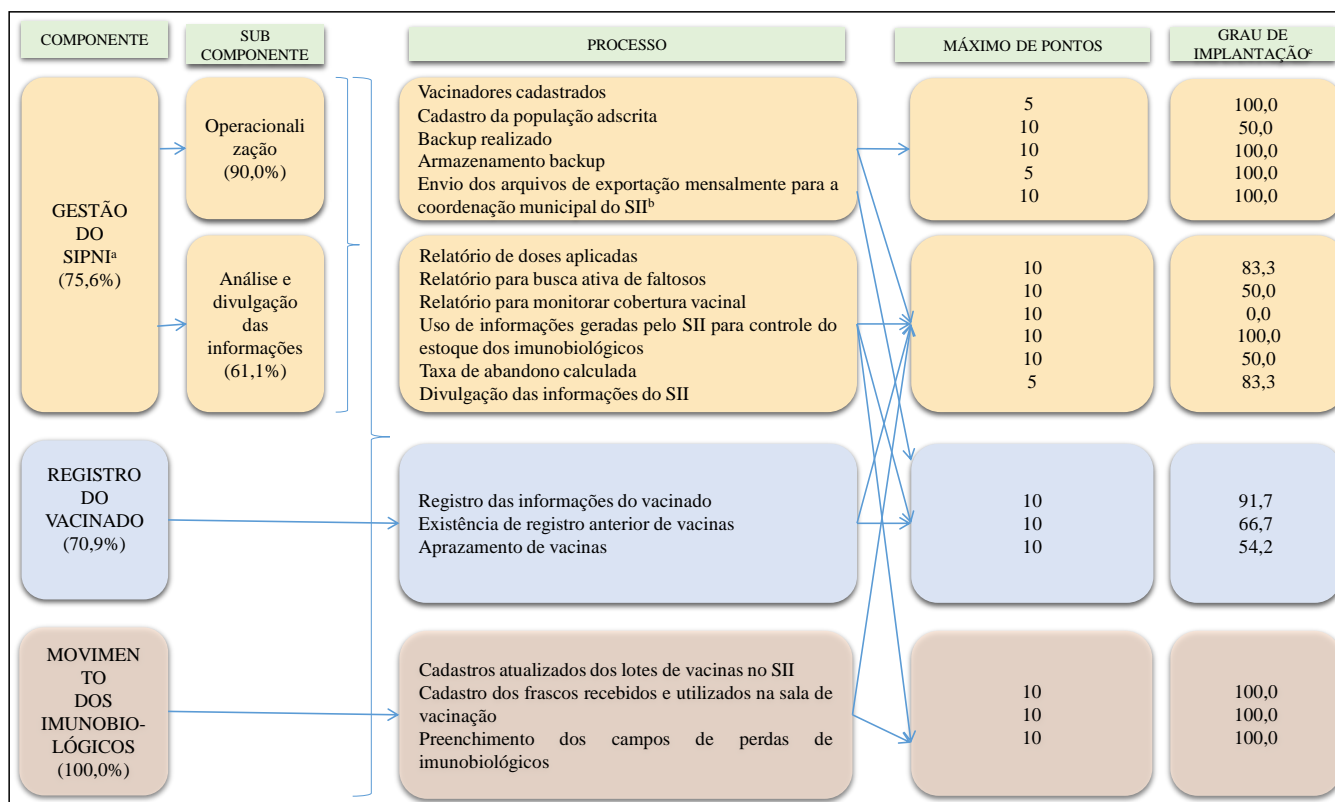 COMPONENTE
SUB
COMPONENTE
PROCESSO
MÁXIMO DE PONTOS
GRAU DE
IMPLANTAÇÃOᶜ
GESTÃO
DO
SIPNIᵃ
(75,6%)
Operacionali
zação
(90,0%)
Vacinadores cadastrados
Cadastro da população adscrita
Backup realizado
Armazenamento backup
Envio dos arquivos de exportação mensalmente para a
coordenação municipal do SIIᵇ
5
10
10
5
10
100,0
50,0
100,0
100,0
100,0
Análise e
divulgação
das
informações
(61,1%)
Relatório de doses aplicadas
Relatório para busca ativa de faltosos
Relatório para monitorar cobertura vacinal
Uso de informações geradas pelo SII para controle do
estoque dos imunobiológicos
Taxa de abandono calculada
Divulgação das informações do SII
10
10
10
10
10
5
83,3
50,0
0,0
100,0
50,0
83,3
REGISTRO
DO
VACINADO
(70,9%)
Registro das informações do vacinado
Existência de registro anterior de vacinas
Aprazamento de vacinas
10
10
10
91,7
66,7
54,2
MOVIMEN
TO
DOS
IMUNOBIO-
LÓGICOS
(100,0%)
Cadastros atualizados dos lotes de vacinas no SII
Cadastro dos frascos recebidos e utilizados na sala de
vacinação
Preenchimento dos campos de perdas de
imunobiológicos
10
10
10
100,0
100,0
100,0